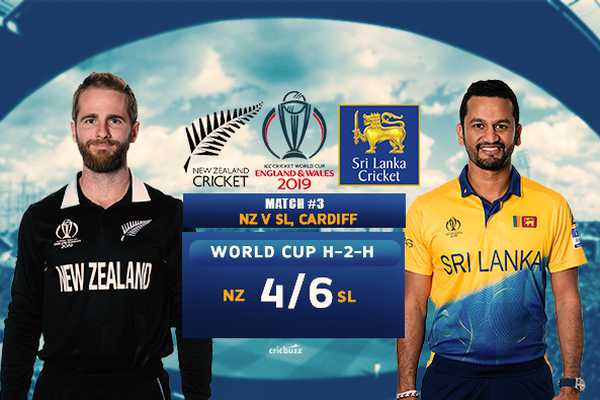 NEW ZEALAND
CRICKET
ICC CRICKET WORLD CUP
ENGLAND & WALES
2019
Sri Lanka
Cricket
MATCH #3
NZ V SL, CARDIFF
WORLD CUP H-2-H
NZ 4/6 SL
NEW ZEALAND
SRI LANKA
cricbuzz